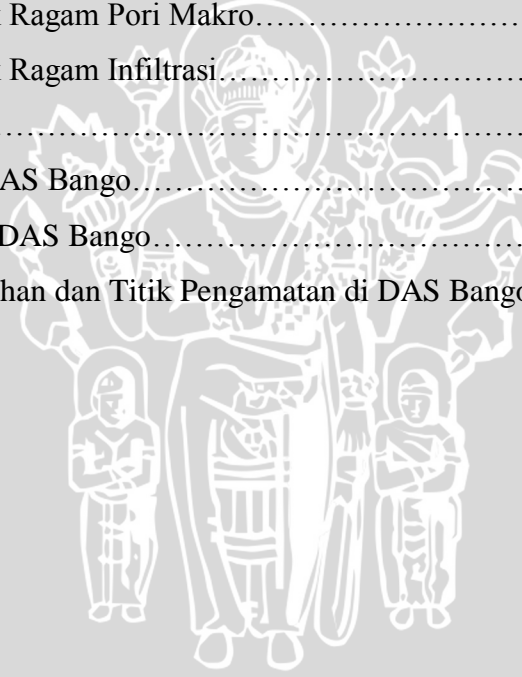 k Ragam Pori Makro…………………………
k Ragam Infiltrasi……………………………
……………………………………………………
AS Bango…………………………………
DAS Bango………………………………
han dan Titik Pengamatan di DAS Bango